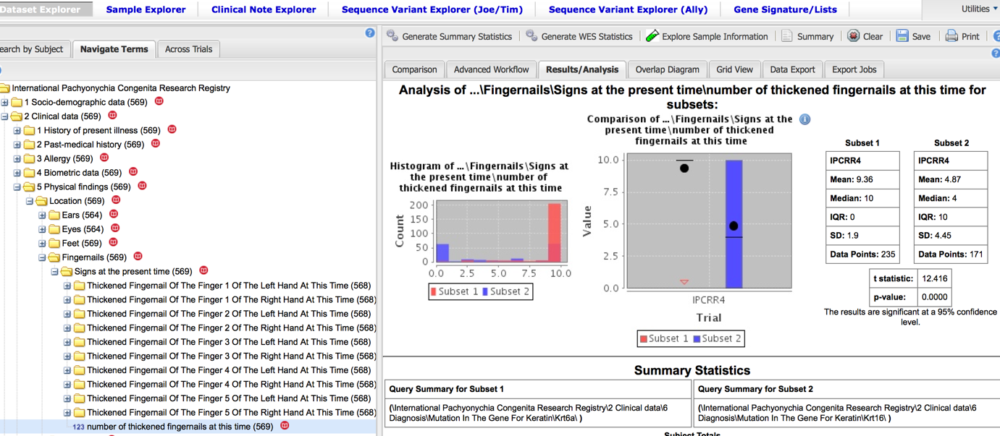 Dataset Explorer
Sample Explorer
Clinical Note Explorer
Sequence Variant Explorer (Joe/Tim)
Sequence Variant Explorer (Ally)
Gene Signature/Lists
Utilities
earch by Subject
Navigate Terms
Across Trials
International Pachyonychia Congenita Research Registry
1 Socio-demographic data (569)
2 Clinical data (569)
1 History of present illness (569)
2 Past-medical history (569)
3 Allergy (569)
4 Biometric data (569)
5 Physical findings (569)
Location (569)
Ears (564)
Eyes (564)
Feet (569)
Fingernails (569)
Signs at the present time (569)
Thickened Fingernail Of The Finger 1 Of The Left Hand At This Time (568)
Thickened Fingernail Of The Finger 1 Of The Right Hand At This Time (568)
Thickened Fingernail Of The Finger 2 Of The Left Hand At This Time (568)
Thickened Fingernail Of The Finger 2 Of The Right Hand At This Time (568)
Thickened Fingernail Of The Finger 3 Of The Left Hand At This Time (568)
Thickened Fingernail Of The Finger 3 Of The Right Hand At This Time (568)
Thickened Fingernail Of The Finger 4 Of The Left Hand At This Time (568)
Thickened Fingernail Of The Finger 4 Of The Right Hand At This Time (568)
Thickened Fingernail Of The Finger 5 Of The Left Hand At This Time (568)
Thickened Fingernail Of The Finger 5 Of The Right Hand At This Time (568)
123 number of thickened fingernails at this time (569)
Generate Summary Statistics
Generate WES Statistics
Explore Sample Information
Summary
Clear
Save
Print
Comparison
Advanced Workflow
Results/Analysis
Overlap Diagram
Grid View
Data Export
Export Jobs
Analysis of ...\Fingernails\Signs at the present time\number of thickened fingernails at this time for
subsets:
Histogram of ...\Fingernails\Signs at
the present time\number of
thickened fingernails at this time
Count
200
150
100
50
0
0.0 2.5 5.0 7.5 10.0
Subset 1 Subset 2
Comparison of ...\Fingernails\Signs at the
present time\number of thickened
fingernails at this time
Value
10.0
7.5
5.0
2.5
0.0
IPCRR4
Trial
Subset 1 Subset 2
Subset 1
IPCRR4
Mean: 9.36
Median: 10
IQR: 0
SD: 1.9
Data Points: 235
Subset 2
IPCRR4
Mean: 4.87
Median: 4
IQR: 10
SD: 4.45
Data Points: 171
t statistic: 12.416
p-value: 0.0000
The results are significant at a 95% confidence
level.
Summary Statistics
Query Summary for Subset 1
(\International Pachyonychia Congenita Research Registry\2 Clinical data\6
Diagnosis\Mutation In The Gene For Keratin\Krt6a\ )
Query Summary for Subset 2
(\International Pachyonychia Congenita Research Registry\2 Clinical data\6
Diagnosis\Mutation In The Gene For Keratin\Krt16\ )
Subject Totals